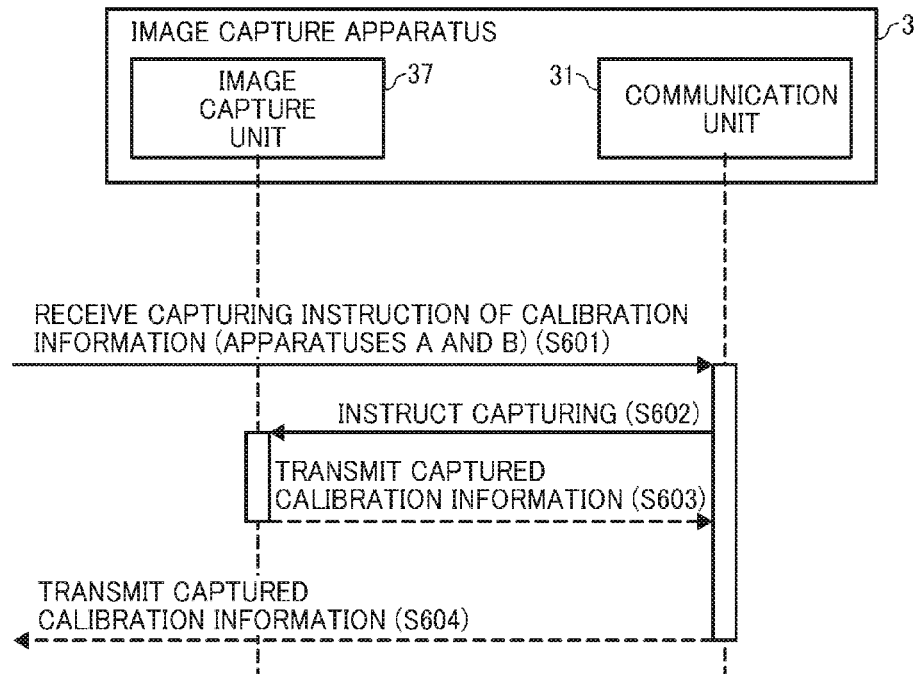 IMAGE CAPTURE APPARATUS
3
IMAGE
CAPTURE
UNIT
37
31
COMMUNICATION
UNIT
RECEIVE CAPTURING INSTRUCTION OF CALIBRATION
INFORMATION (APPARATUSES A AND B) (S601)
INSTRUCT CAPTURING (S602)
TRANSMIT CAPTURED
CALIBRATION INFORMATION (S603)
TRANSMIT CAPTURED
CALIBRATION INFORMATION (S604)